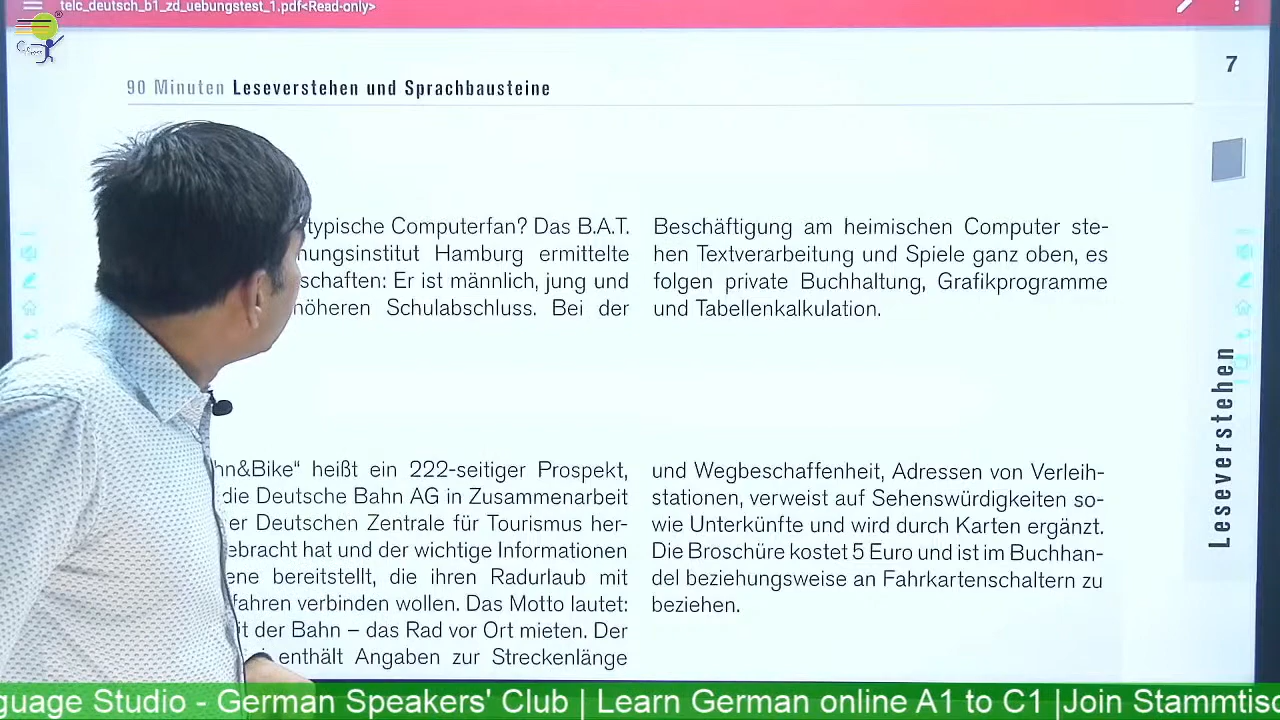 telc_deutsch_b1_zd_uebungstest_1.pdf<Read-only>
7
90 Minuten Leseverstehen und Sprachbausteine
typische Computerfan? Das B.A.T.
hungsinstitut Hamburg ermittelte
schaften: Er ist männlich, jung und
höheren Schulabschluss. Bei der
Beschäftigung am heimischen Computer ste-
hen Textverarbeitung und Spiele ganz oben, es
folgen private Buchhaltung, Grafikprogramme
und Tabellenkalkulation.
hn&Bike“ heißt ein 222-seitiger Prospekt,
die Deutsche Bahn AG in Zusammenarbeit
er Deutschen Zentrale für Tourismus her-
ebracht hat und der wichtige Informationen
ene bereitstellt, die ihren Radurlaub mit
fahren verbinden wollen. Das Motto lautet:
it der Bahn – das Rad vor Ort mieten. Der
enthält Angaben zur Streckenlänge
und Wegbeschaffenheit, Adressen von Verleih-
stationen, verweist auf Sehenswürdigkeiten so-
wie Unterkünfte und wird durch Karten ergänzt.
Die Broschüre kostet 5 Euro und ist im Buchhan-
del beziehungsweise an Fahrkartenschaltern zu
beziehen.
Leseverstehen
guage Studio - German Speakers' Club | Learn German online A1 to C1 |Join Stammtisc